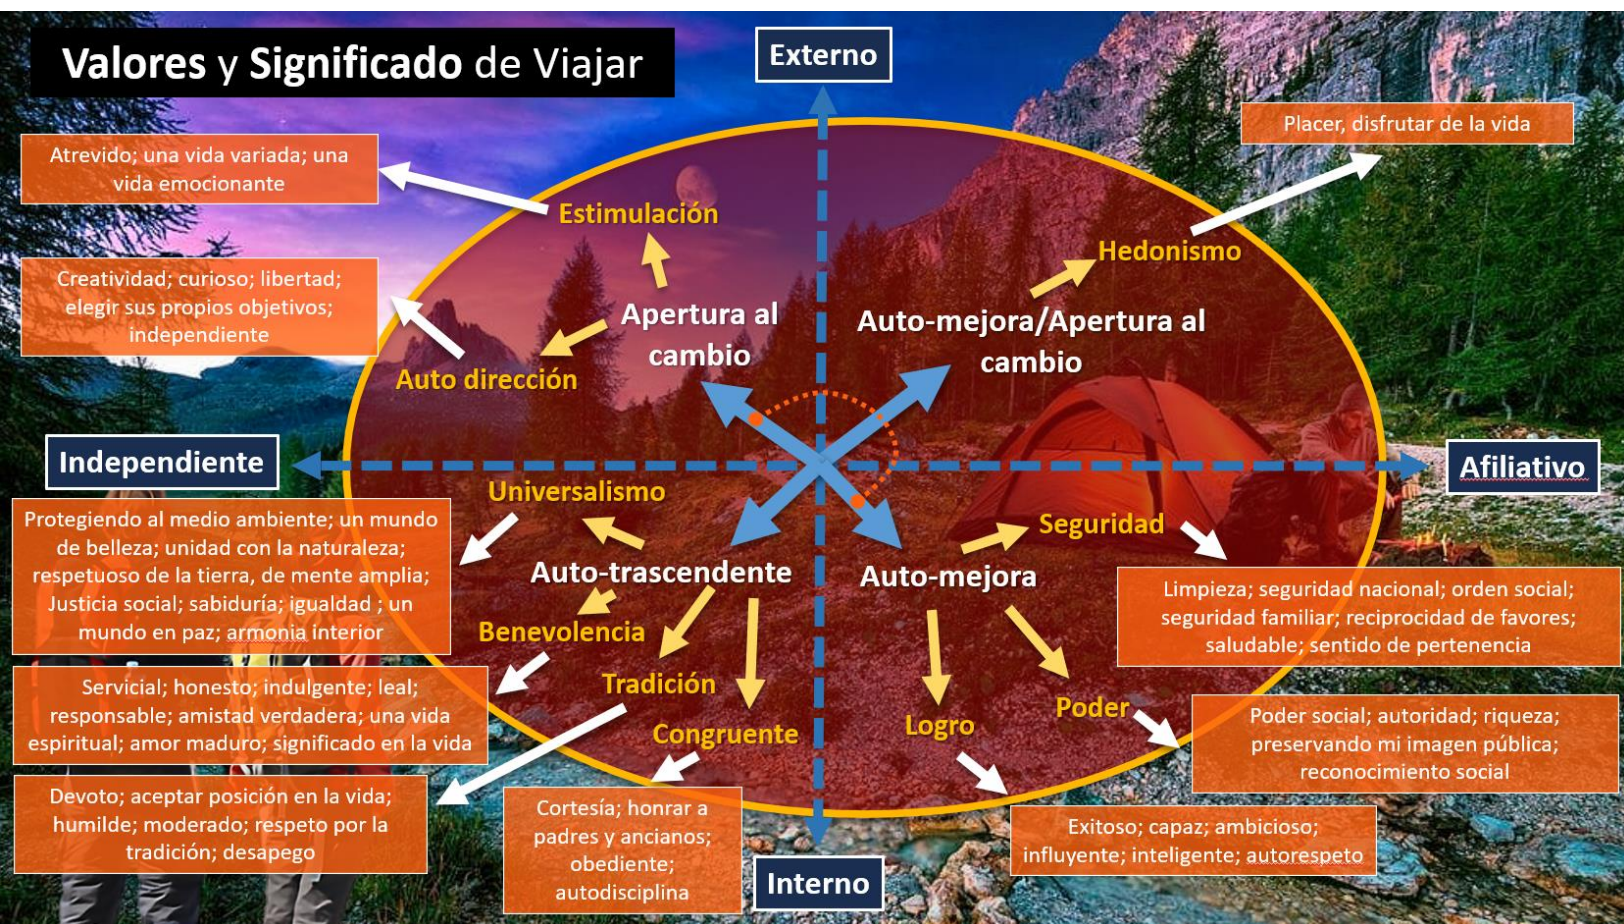 Valores y Significado de Viajar
Externo
Placer, disfrutar de la vida
Atrevido; una vida variada; una
vida emocionante
Estimulación
Hedonismo
Creatividad; curioso; libertad;
elegir sus propios objetivos;
independiente
Apertura al
cambio
Auto-mejora/Apertura al
cambio
Auto dirección
Independiente
Afiliativo
Universalismo
Protegiendo al medio ambiente; un mundo
de belleza; unidad con la naturaleza;
respetuoso de la tierra, de mente amplia;
Justicia social; sabiduría; igualdad ; un
mundo en paz; armonia interior
Seguridad
Auto-trascendente
Auto-mejora
Limpieza; seguridad nacional; orden social;
seguridad familiar; reciprocidad de favores;
saludable; sentido de pertenencia
Benevolencia
Servicial; honesto; indulgente; leal;
responsable; amistad verdadera; una vida
espiritual; amor maduro; significado en la vida
Tradición
Congruente
Logro
Poder
Poder social; autoridad; riqueza;
preservando mi imagen pública;
reconocimiento social
Devoto; aceptar posición en la vida;
humilde; moderado; respeto por la
tradición; desapego
Cortesía; honrar a
padres y ancianos;
obediente;
autodisciplina
Exitoso; capaz; ambicioso;
influyente; inteligente; autorespeto
Interno